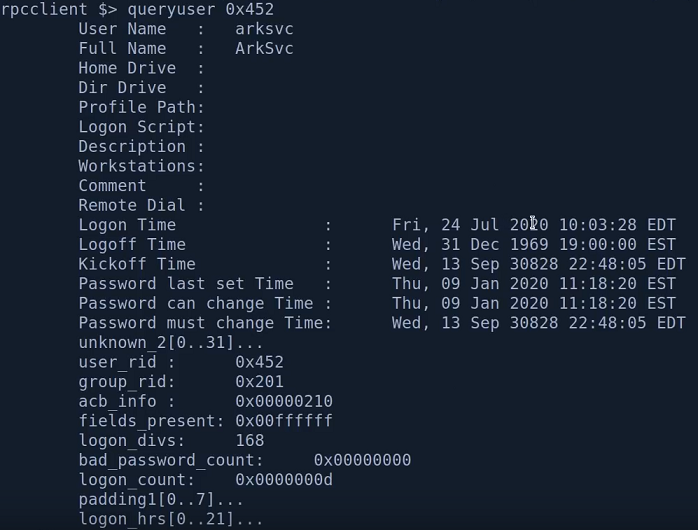 rpcclient $> queryuser 0x452
User Name   :   arksvc
Full Name   :   ArkSvc
Home Drive  :
Dir Drive   :
Profile Path:
Logon Script:
Description :
Workstations:
Comment     :
Remote Dial :
Logon Time               :      Fri, 24 Jul 2020 10:03:28 EDT
Logoff Time              :      Wed, 31 Dec 1969 19:00:00 EST
Kickoff Time             :      Wed, 13 Sep 30828 22:48:05 EDT
Password last set Time   :      Thu, 09 Jan 2020 11:18:20 EST
Password can change Time :      Thu, 09 Jan 2020 11:18:20 EST
Password must change Time:      Wed, 13 Sep 30828 22:48:05 EDT
unknown_2[0..31]...
user_rid :      0x452
group_rid:      0x201
acb_info :      0x00000210
fields_present: 0x00ffffff
logon_divs:     168
bad_password_count:     0x00000000
logon_count:    0x0000000d
padding1[0..7]...
logon_hrs[0..21]...